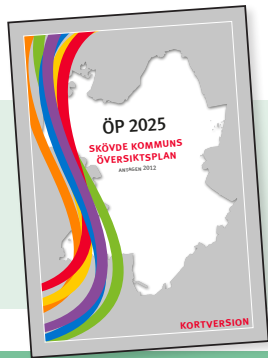 ÖP 2025
SKÖVDE KOMMUNS
ÖVERSIKTSPLAN
ANTAGEN 2012
KORTVERSION